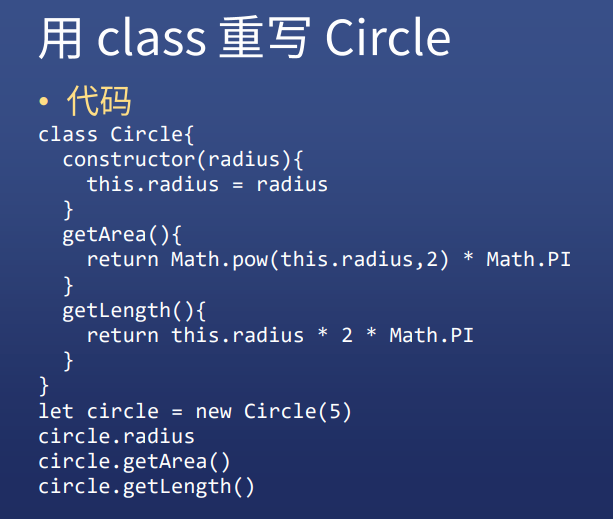 用 class 重写 Circle
• 代码
class Circle{
  constructor(radius){
    this.radius = radius
  }
  getArea(){
    return Math.pow(this.radius,2) * Math.PI
  }
  getLength(){
    return this.radius * 2 * Math.PI
  }
}
let circle = new Circle(5)
circle.radius
circle.getArea()
circle.getLength()